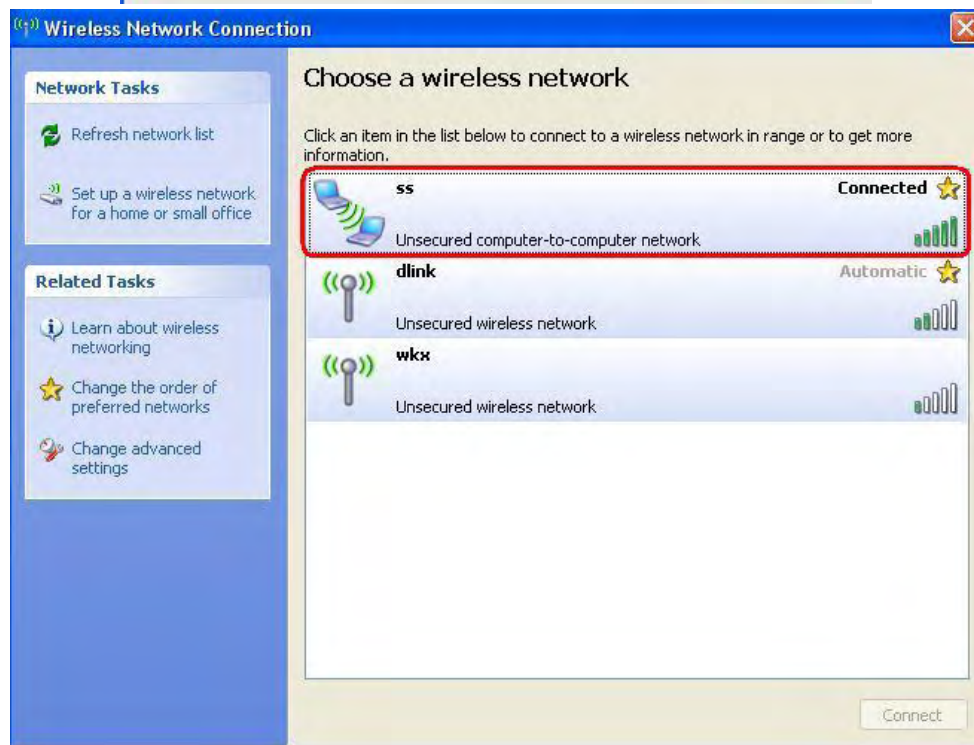 Wireless Network Connection
Network Tasks
Refresh network list
Set up a wireless network
for a home or small office
Related Tasks
Learn about wireless
networking
Change the order of
preferred networks
Change advanced
settings
Choose a wireless network
Click an item in the list below to connect to a wireless network in range or to get more
information.
ss Connected
Unsecured computer-to-computer network
dlink Automatic
Unsecured wireless network
wkx
Unsecured wireless network
Connect